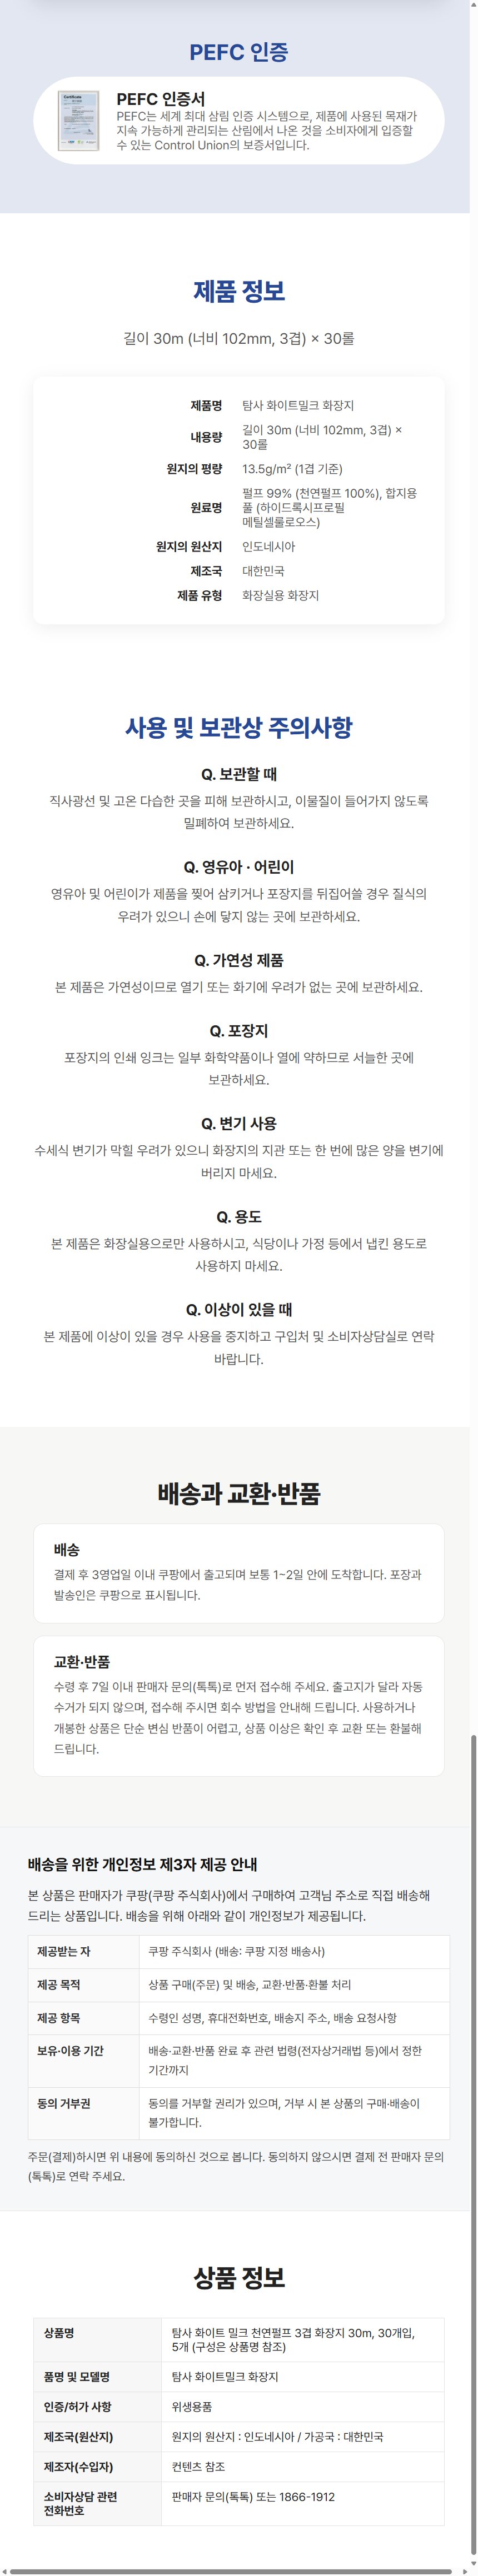 PEFC 인증
PEFC 인증서
PEFC는 세계 최대 삼림 인증 시스템으로, 제품에 사용된 목재가
지속 가능하게 관리되는 산림에서 나온 것을 소비자에게 입증할
수 있는 Control Union의 보증서입니다.
제품 정보
길이 30m (너비 102mm, 3겹) × 30롤
제품명 탐사 화이트밀크 화장지
내용량 길이 30m (너비 102mm, 3겹) ×
30롤
원지의 평량 13.5g/m² (1겹 기준)
원료명 펄프 99% (천연펄프 100%), 합지용
풀 (하이드록시프로필
메틸셀룰로오스)
원지의 원산지 인도네시아
제조국 대한민국
제품 유형 화장실용 화장지
사용 및 보관상 주의사항
Q. 보관할 때
직사광선 및 고온 다습한 곳을 피해 보관하시고, 이물질이 들어가지 않도록
밀폐하여 보관하세요.
Q. 영유아 · 어린이
영유아 및 어린이가 제품을 찢어 삼키거나 포장지를 뒤집어쓸 경우 질식의
우려가 있으니 손에 닿지 않는 곳에 보관하세요.
Q. 가연성 제품
본 제품은 가연성이므로 열기 또는 화기에 우려가 없는 곳에 보관하세요.
Q. 포장지
포장지의 인쇄 잉크는 일부 화학약품이나 열에 약하므로 서늘한 곳에
보관하세요.
Q. 변기 사용
수세식 변기가 막힐 우려가 있으니 화장지의 지관 또는 한 번에 많은 양을 변기에
버리지 마세요.
Q. 용도
본 제품은 화장실용으로만 사용하시고, 식당이나 가정 등에서 냅킨 용도로
사용하지 마세요.
Q. 이상이 있을 때
본 제품에 이상이 있을 경우 사용을 중지하고 구입처 및 소비자상담실로 연락
바랍니다.
배송과 교환·반품
배송
결제 후 3영업일 이내 쿠팡에서 출고되며 보통 1~2일 안에 도착합니다. 포장과
발송인은 쿠팡으로 표시됩니다.
교환·반품
수령 후 7일 이내 판매자 문의(톡톡)로 먼저 접수해 주세요. 출고지가 달라 자동
수거가 되지 않으며, 접수해 주시면 회수 방법을 안내해 드립니다. 사용하거나
개봉한 상품은 단순 변심 반품이 어렵고, 상품 이상은 확인 후 교환 또는 환불해
드립니다.
배송을 위한 개인정보 제3자 제공 안내
본 상품은 판매자가 쿠팡(쿠팡 주식회사)에서 구매하여 고객님 주소로 직접 배송해
드리는 상품입니다. 배송을 위해 아래와 같이 개인정보가 제공됩니다.
제공받는 자 쿠팡 주식회사 (배송: 쿠팡 지정 배송사)
제공 목적 상품 구매(주문) 및 배송, 교환·반품·환불 처리
제공 항목 수령인 성명, 휴대전화번호, 배송지 주소, 배송 요청사항
보유·이용 기간 배송·교환·반품 완료 후 관련 법령(전자상거래법 등)에서 정한
기간까지
동의 거부권 동의를 거부할 권리가 있으며, 거부 시 본 상품의 구매·배송이
불가합니다.
주문(결제)하시면 위 내용에 동의하신 것으로 봅니다. 동의하지 않으시면 결제 전 판매자 문의
(톡톡)로 연락 주세요.
상품 정보
상품명 탐사 화이트 밀크 천연펄프 3겹 화장지 30m, 30개입,
5개 (구성은 상품명 참조)
품명 및 모델명 탐사 화이트밀크 화장지
인증/허가 사항 위생용품
제조국(원산지) 원지의 원산지 : 인도네시아 / 가공국 : 대한민국
제조자(수입자) 컨텐츠 참조
소비자상담 관련 판매자 문의(톡톡) 또는 1866-1912
전화번호